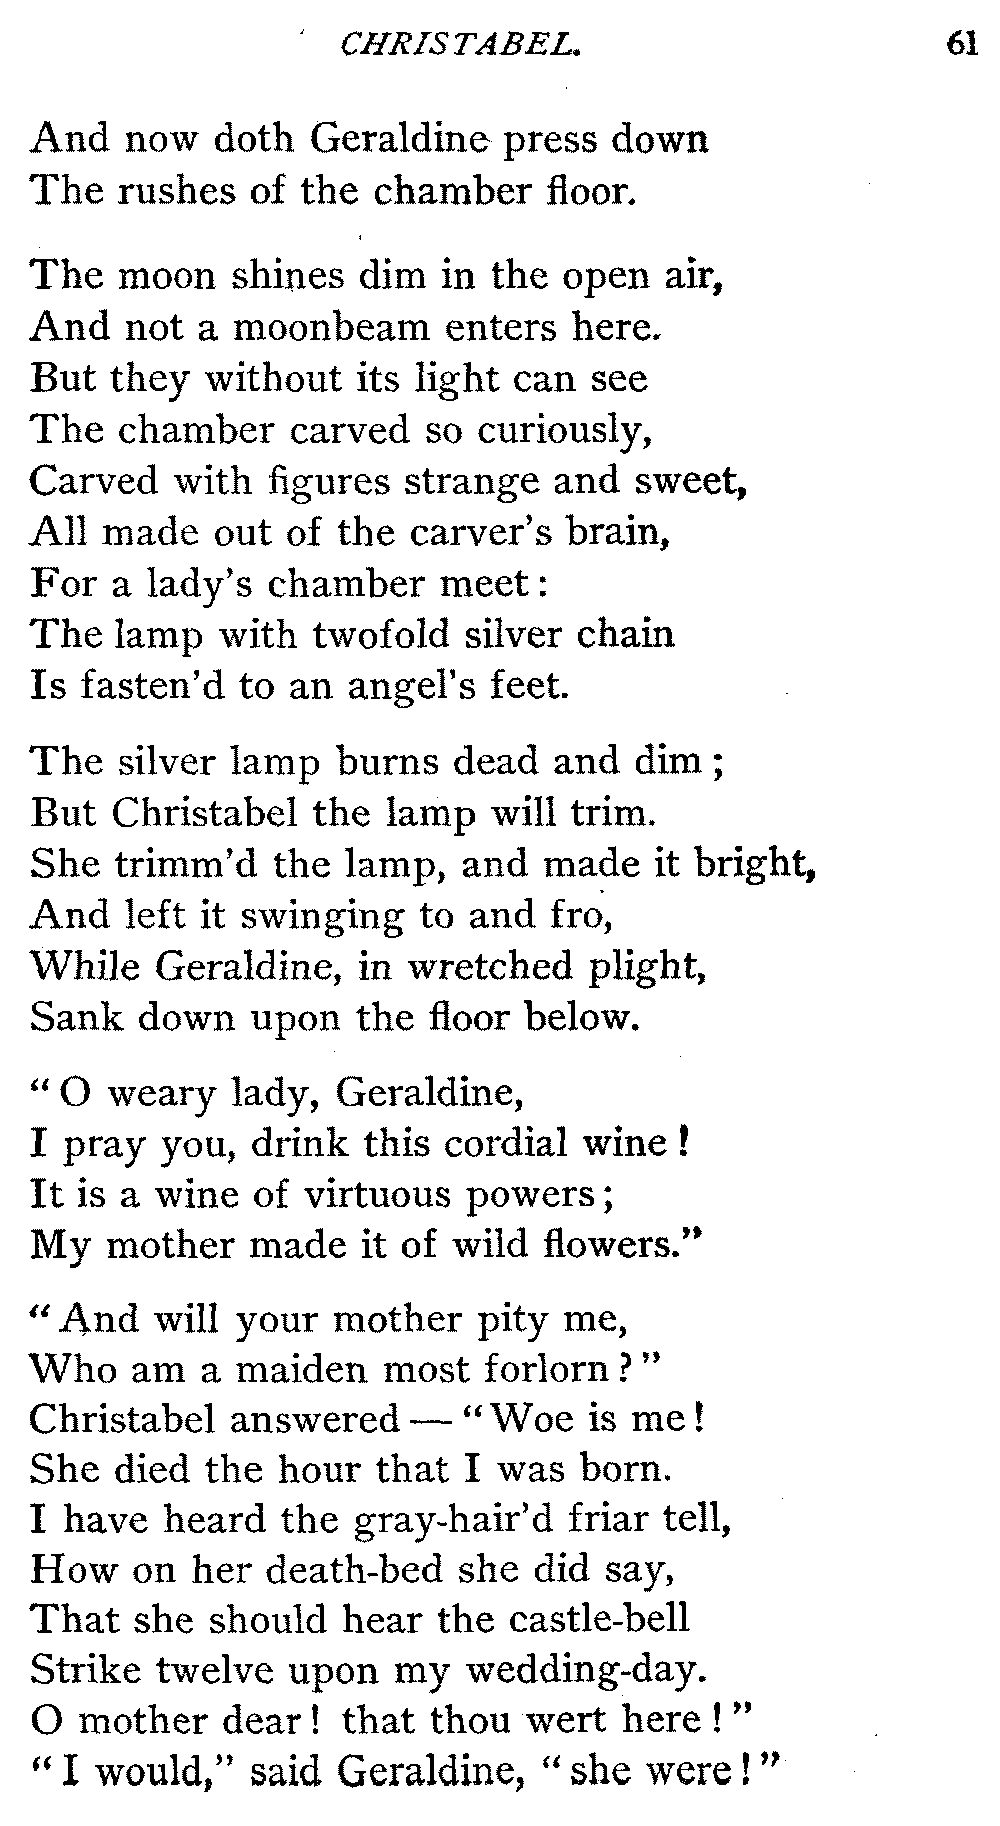 CHRISTABEL. 61
And now doth Geraldine press down
The rushes of the chamber floor.
The moon shines dim in the open air,
And not a moonbeam enters here.
But they without its light can see
The chamber carved so curiously,
Carved with figures strange and sweet,
All made out of the carver's brain,
For a lady's chamber meet :
The lamp with twofold silver chain
Is fasten'd to an angel's feet.
The silver lamp burns dead and dim ;
But Christabel the lamp will trim.
She trimm'd the lamp, and made it bright,
And left it swinging to and fro,
While Geraldine, in wretched plight,
Sank down upon the floor below.
" O weary lady, Geraldine,
I pray you, drink this cordial wine !
It is a wine of virtuous powers ;
My mother made it of wild flowers."
" And will your mother pity me,
Who am a maiden most forlorn ? "
Christabel answered — " Woe is me !
She died the hour that I was born.
I have heard the gray-hair'd friar tell,
How on her death-bed she did say,
That she should hear the castle-bell
Strike twelve upon my wedding-day.
O mother dear ! that thou wert here ! "
" I would," said Geraldine, " she were ! "